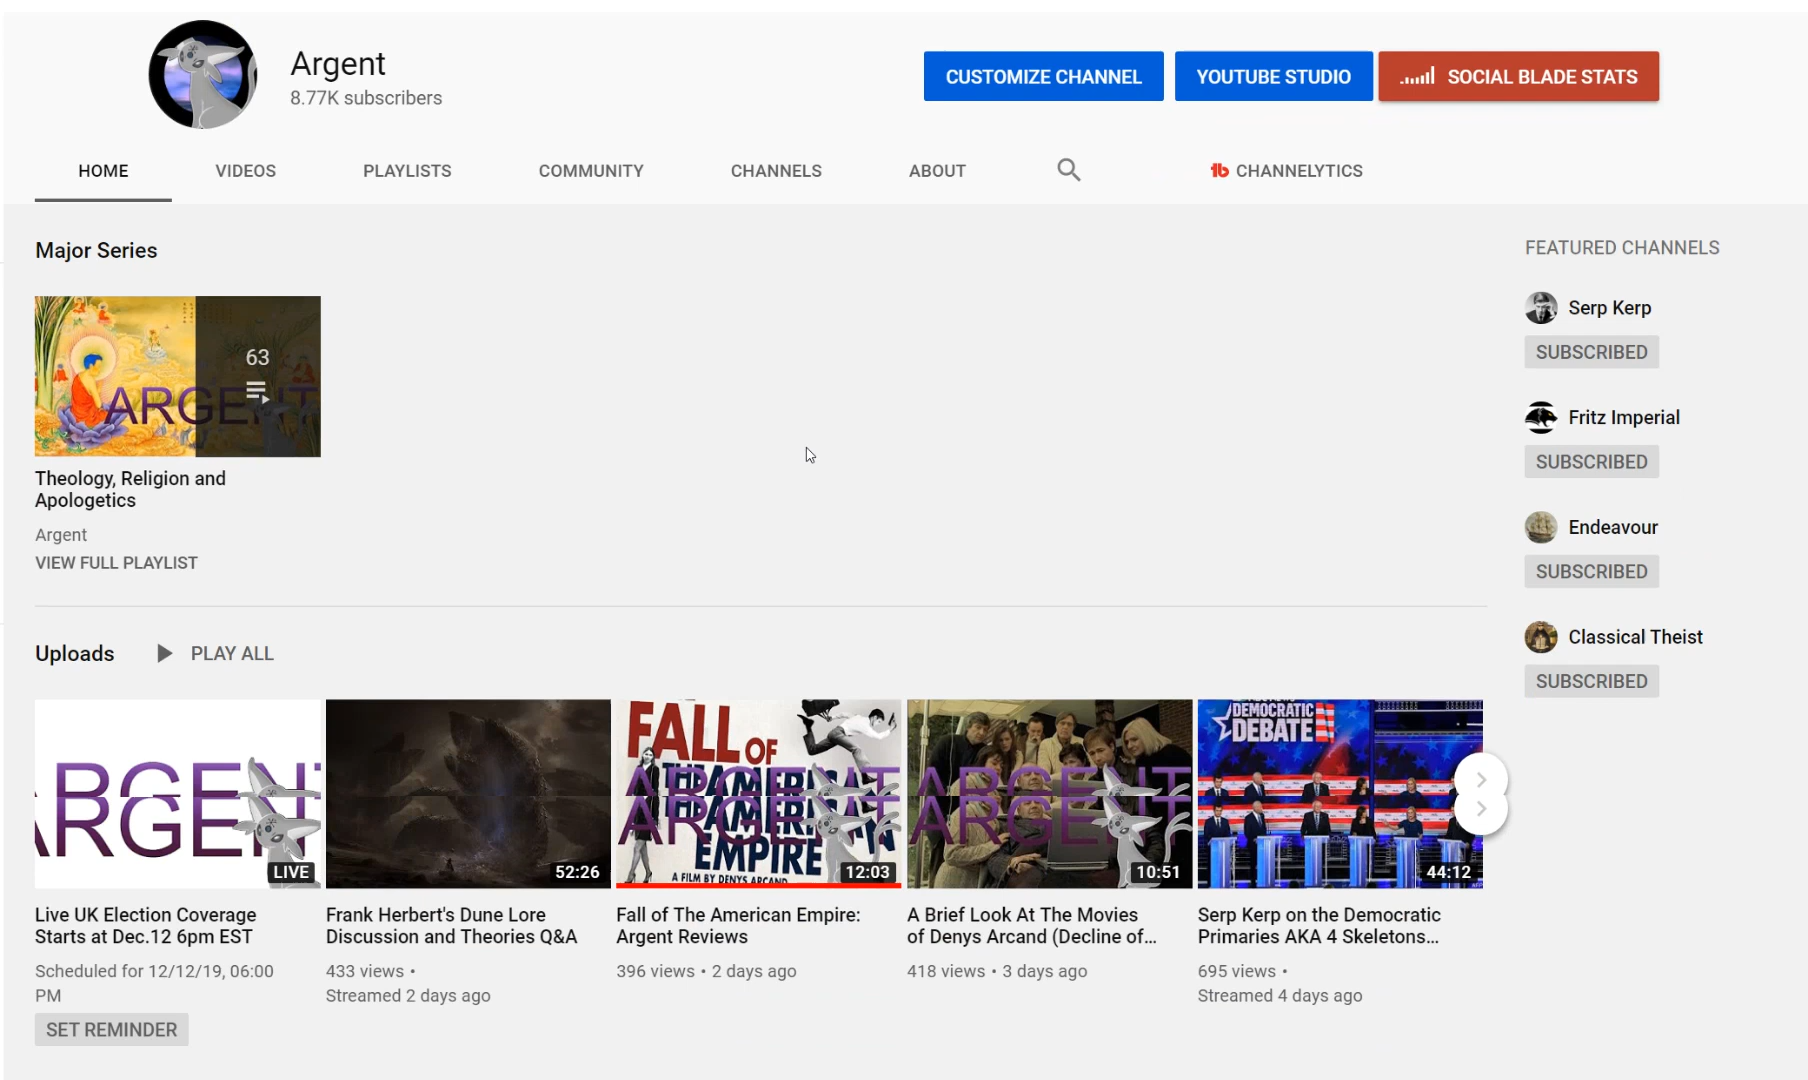 Argent
8.77K subscribers
CUSTOMIZE CHANNEL
YOUTUBE STUDIO
SOCIAL BLADE STATS
HOME
VIDEOS
PLAYLISTS
COMMUNITY
CHANNELS
ABOUT
CHANNELYTICS
Major Series
63
ARGENT
Theology, Religion and
Apologetics
Argent
VIEW FULL PLAYLIST
FEATURED CHANNELS
Serp Kerp
SUBSCRIBED
Fritz Imperial
SUBSCRIBED
Endeavour
SUBSCRIBED
Classical Theist
SUBSCRIBED
Uploads
PLAY ALL
LIVE
Live UK Election Coverage
Starts at Dec.12 6pm EST
Scheduled for 12/12/19, 06:00
PM
SET REMINDER
52:26
Frank Herbert's Dune Lore
Discussion and Theories Q&A
433 views •
Streamed 2 days ago
FALL OF
EMPIRE
A FILM BY DENYS ARCAND
12:03
Fall of The American Empire:
Argent Reviews
396 views • 2 days ago
ARGENT
10:51
A Brief Look At The Movies
of Denys Arcand (Decline of...
418 views • 3 days ago
DEMOCRATIC
DEBATE
44:12
Serp Kerp on the Democratic
Primaries AKA 4 Skeletons...
695 views •
Streamed 4 days ago